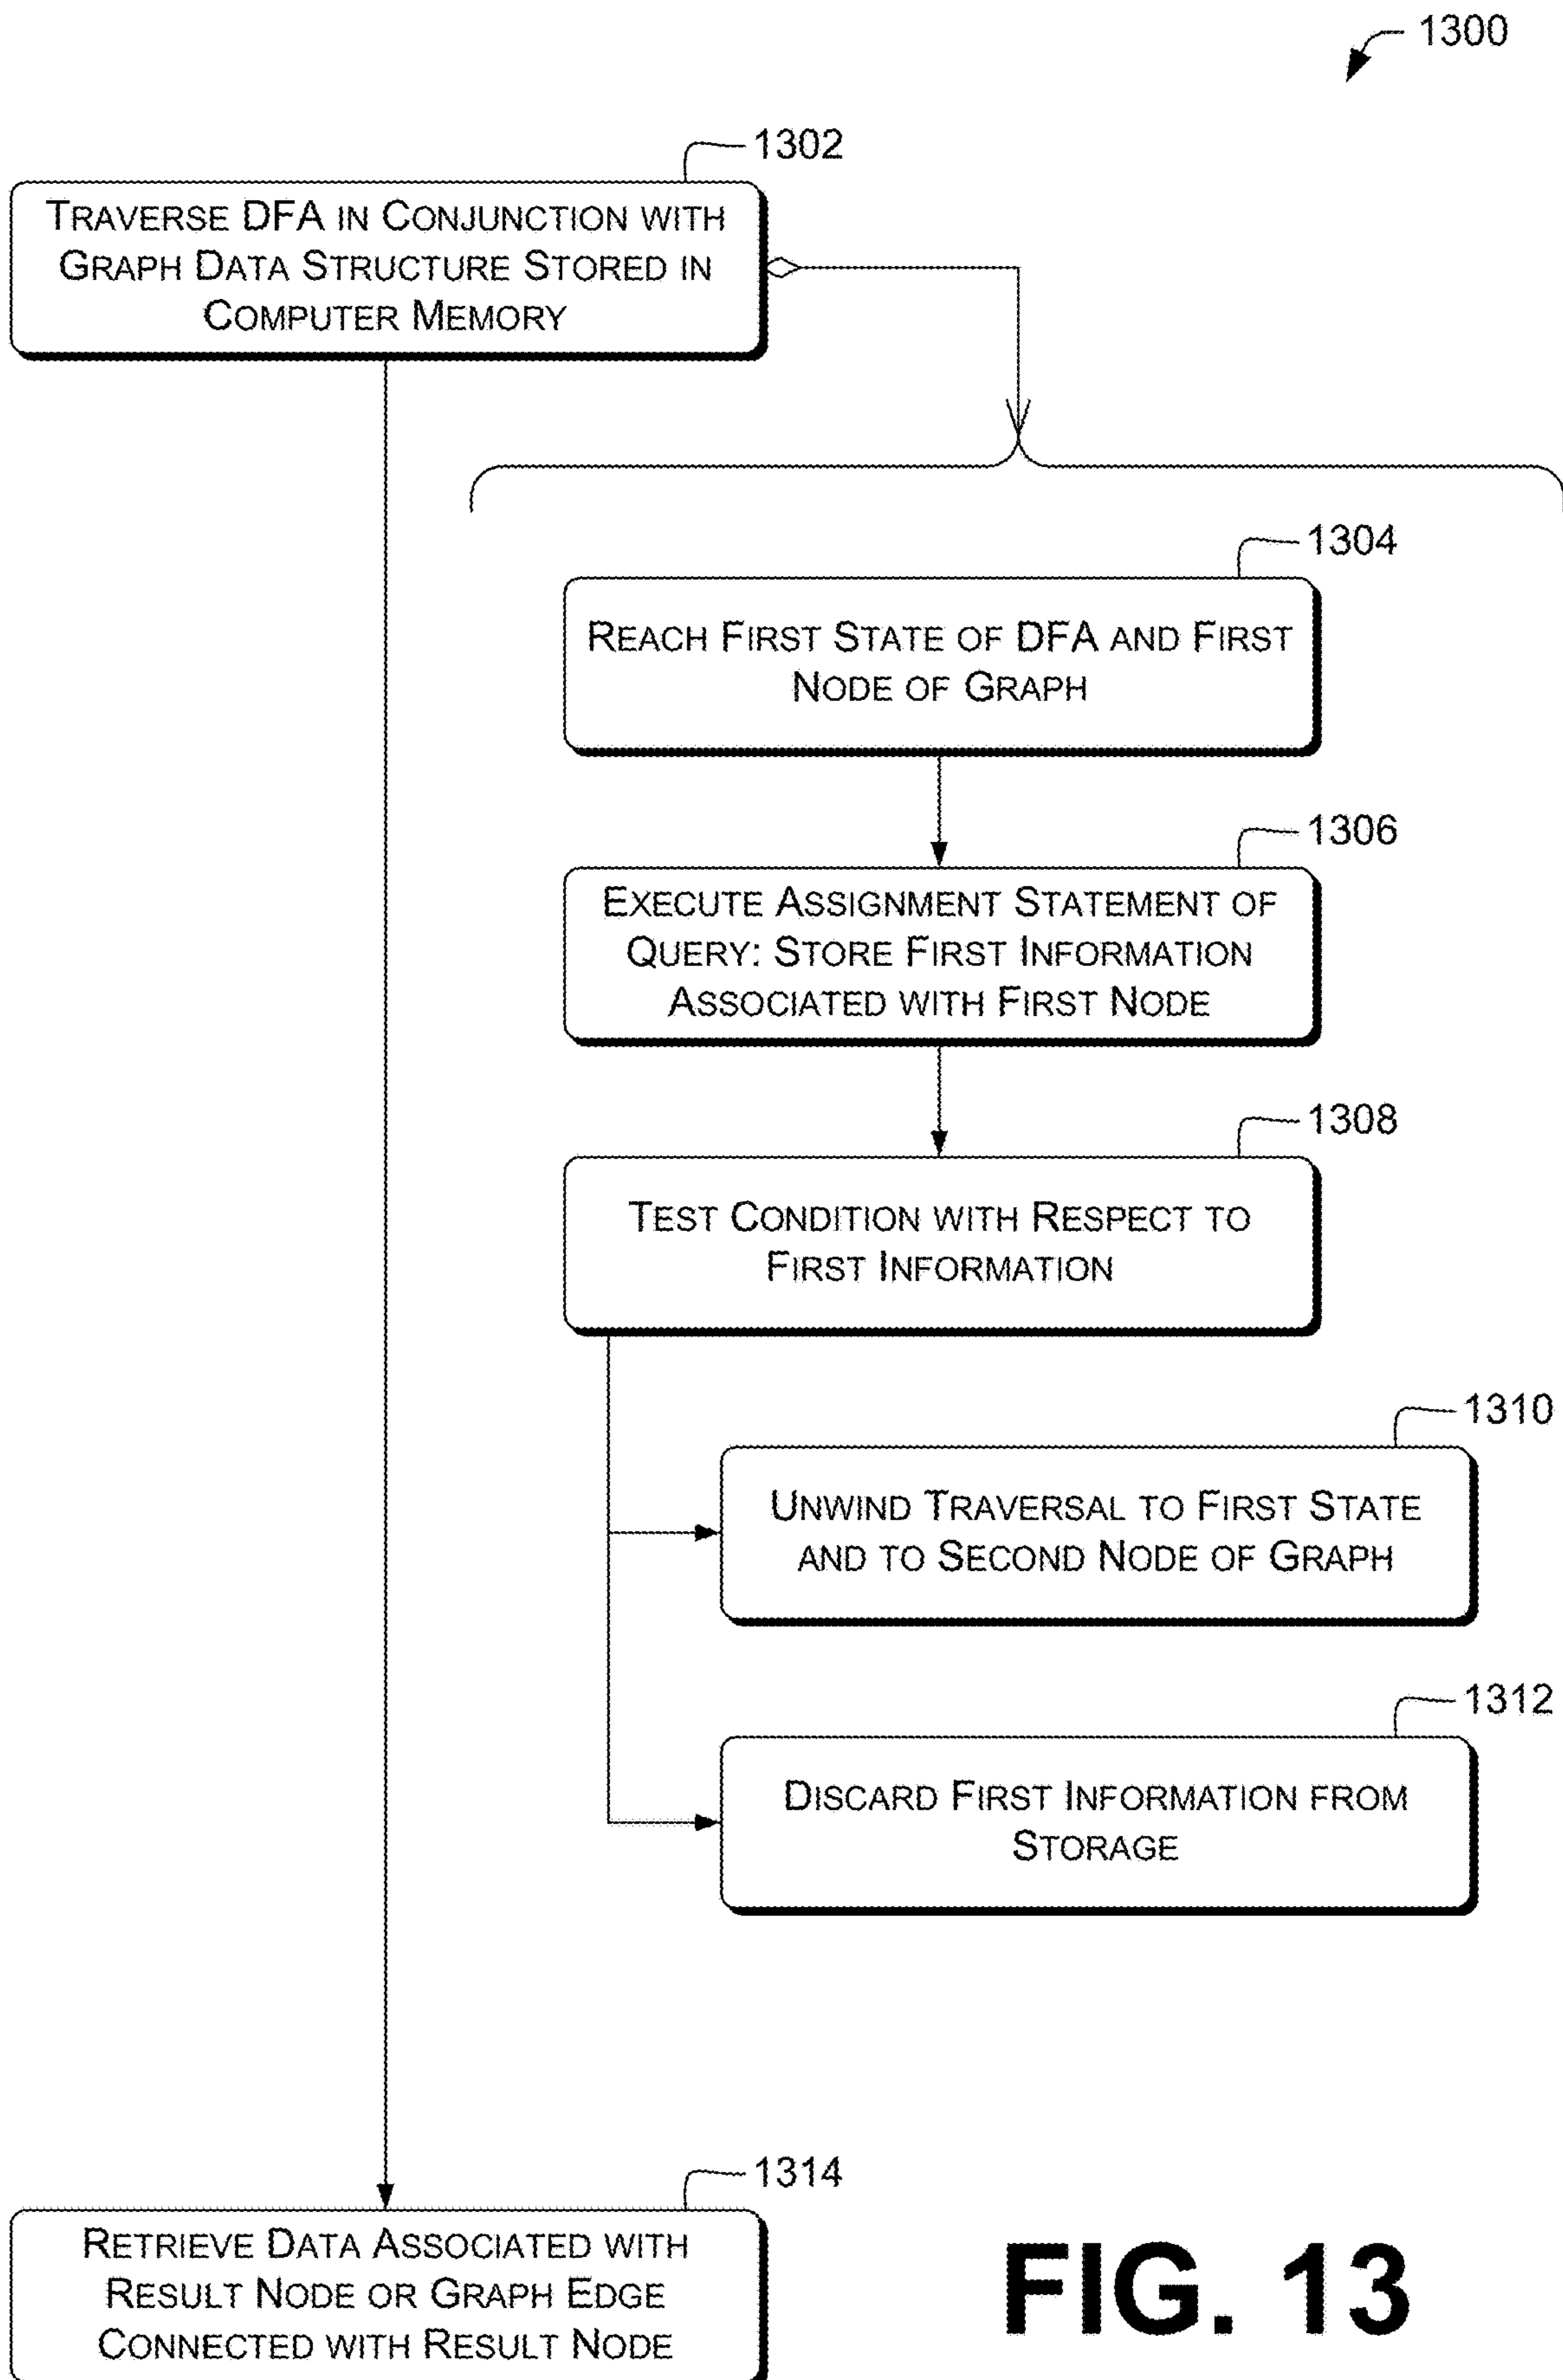 1300
1302
TRAVERSE DFA IN CONJUNCTION WITH
GRAPH DATA STRUCTURE STORED IN
COMPUTER MEMORY
1304
REACH FIRST STATE OF DFA AND FIRST
NODE OF GRAPH
1306
EXECUTE ASSIGNMENT STATEMENT OF
QUERY: STORE FIRST INFORMATION
ASSOCIATED WITH FIRST NODE
1308
TEST CONDITION WITH RESPECT TO
FIRST INFORMATION
1310
UNWIND TRAVERSAL TO FIRST STATE
AND TO SECOND NODE OF GRAPH
1312
DISCARD FIRST INFORMATION FROM
STORAGE
1314
RETRIEVE DATA ASSOCIATED WITH
RESULT NODE OR GRAPH EDGE
CONNECTED WITH RESULT NODE
FIG. 13